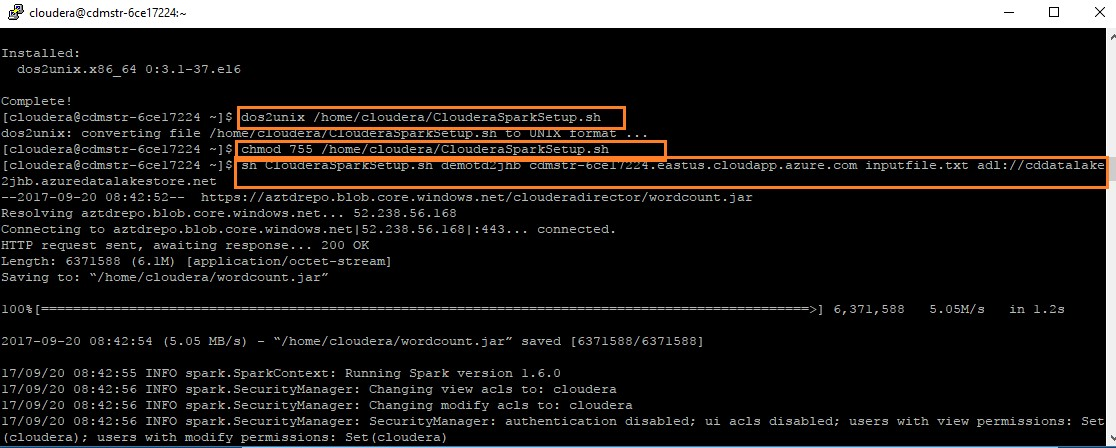 cloudera@cdmstr-6ce17224:~
Installed:
dos2unix.x86_64 0:3.1-37.el6
Complete!
[cloudera@cdmstr-6ce17224 ~]$ dos2unix /home/cloudera/ClouderaSparkSetup.sh
dos2unix: converting file /home/cloudera/ClouderaSparkSetup.sh to UNIX format ...
[cloudera@cdmstr-6ce17224 ~]$ chmod 755 /home/cloudera/ClouderaSparkSetup.sh
[cloudera@cdmstr-6ce17224 ~]$ sh ClouderaSparkSetup.sh demotd2jhb cdmstr-6ce17224.eastus.cloudapp.azure.com inputfile.txt adl://cddatalake
2jhb.azuredatalakestore.net
--2017-09-20 08:42:52--  https://aztdrepo.blob.core.windows.net/clouderadirector/wordcount.jar
Resolving aztdrepo.blob.core.windows.net... 52.238.56.168
Connecting to aztdrepo.blob.core.windows.net|52.238.56.168|:443... connected.
HTTP request sent, awaiting response... 200 OK
Length: 6371588 (6.1M) [application/octet-stream]
Saving to: “/home/cloudera/wordcount.jar”
100%[======================================================================================>] 6,371,588   5.05M/s   in 1.2s
2017-09-20 08:42:54 (5.05 MB/s) - “/home/cloudera/wordcount.jar” saved [6371588/6371588]
17/09/20 08:42:55 INFO spark.SparkContext: Running Spark version 1.6.0
17/09/20 08:42:56 INFO spark.SecurityManager: Changing view acls to: cloudera
17/09/20 08:42:56 INFO spark.SecurityManager: Changing modify acls to: cloudera
17/09/20 08:42:56 INFO spark.SecurityManager: SecurityManager: authentication disabled; ui acls disabled; users with view permissions: Set
(cloudera); users with modify permissions: Set(cloudera)